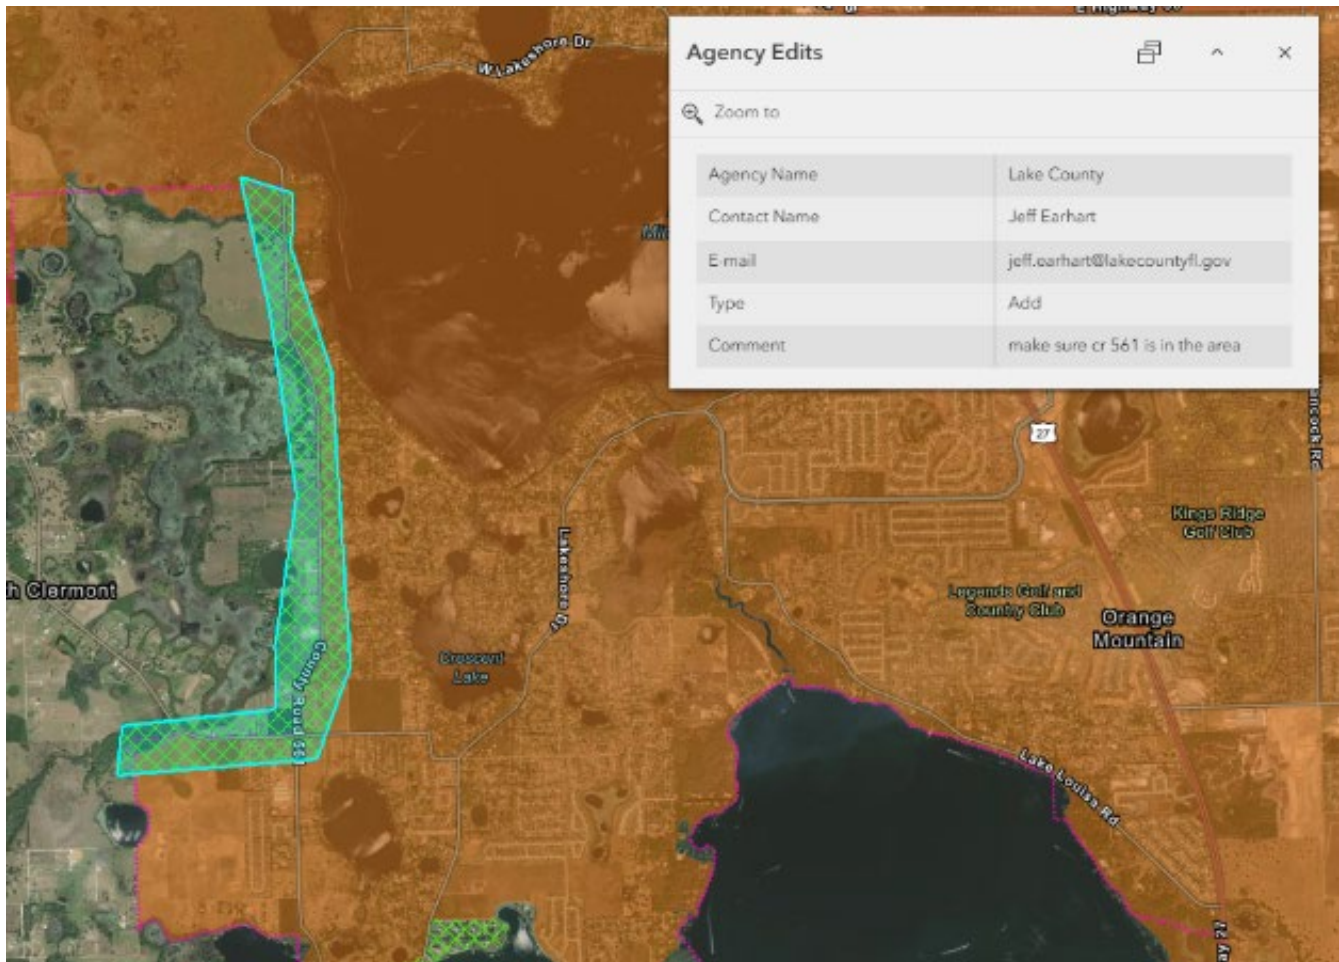 W Lakeshore Dr
Agency Edits
Zoom to
Agency Name Lake County
Contact Name Jeff Earhart
E-mail jeff.earhart@lakecountyfl.gov
Type Add
Comment make sure cr 561 is in the area
27
Kings Ridge
Golf Club
Lakeshore Dr
Legends Golf and
Country Club
Orange
Mountain
Clermont
Crescent
Lake
County Road 561
Lake Louisa Rd